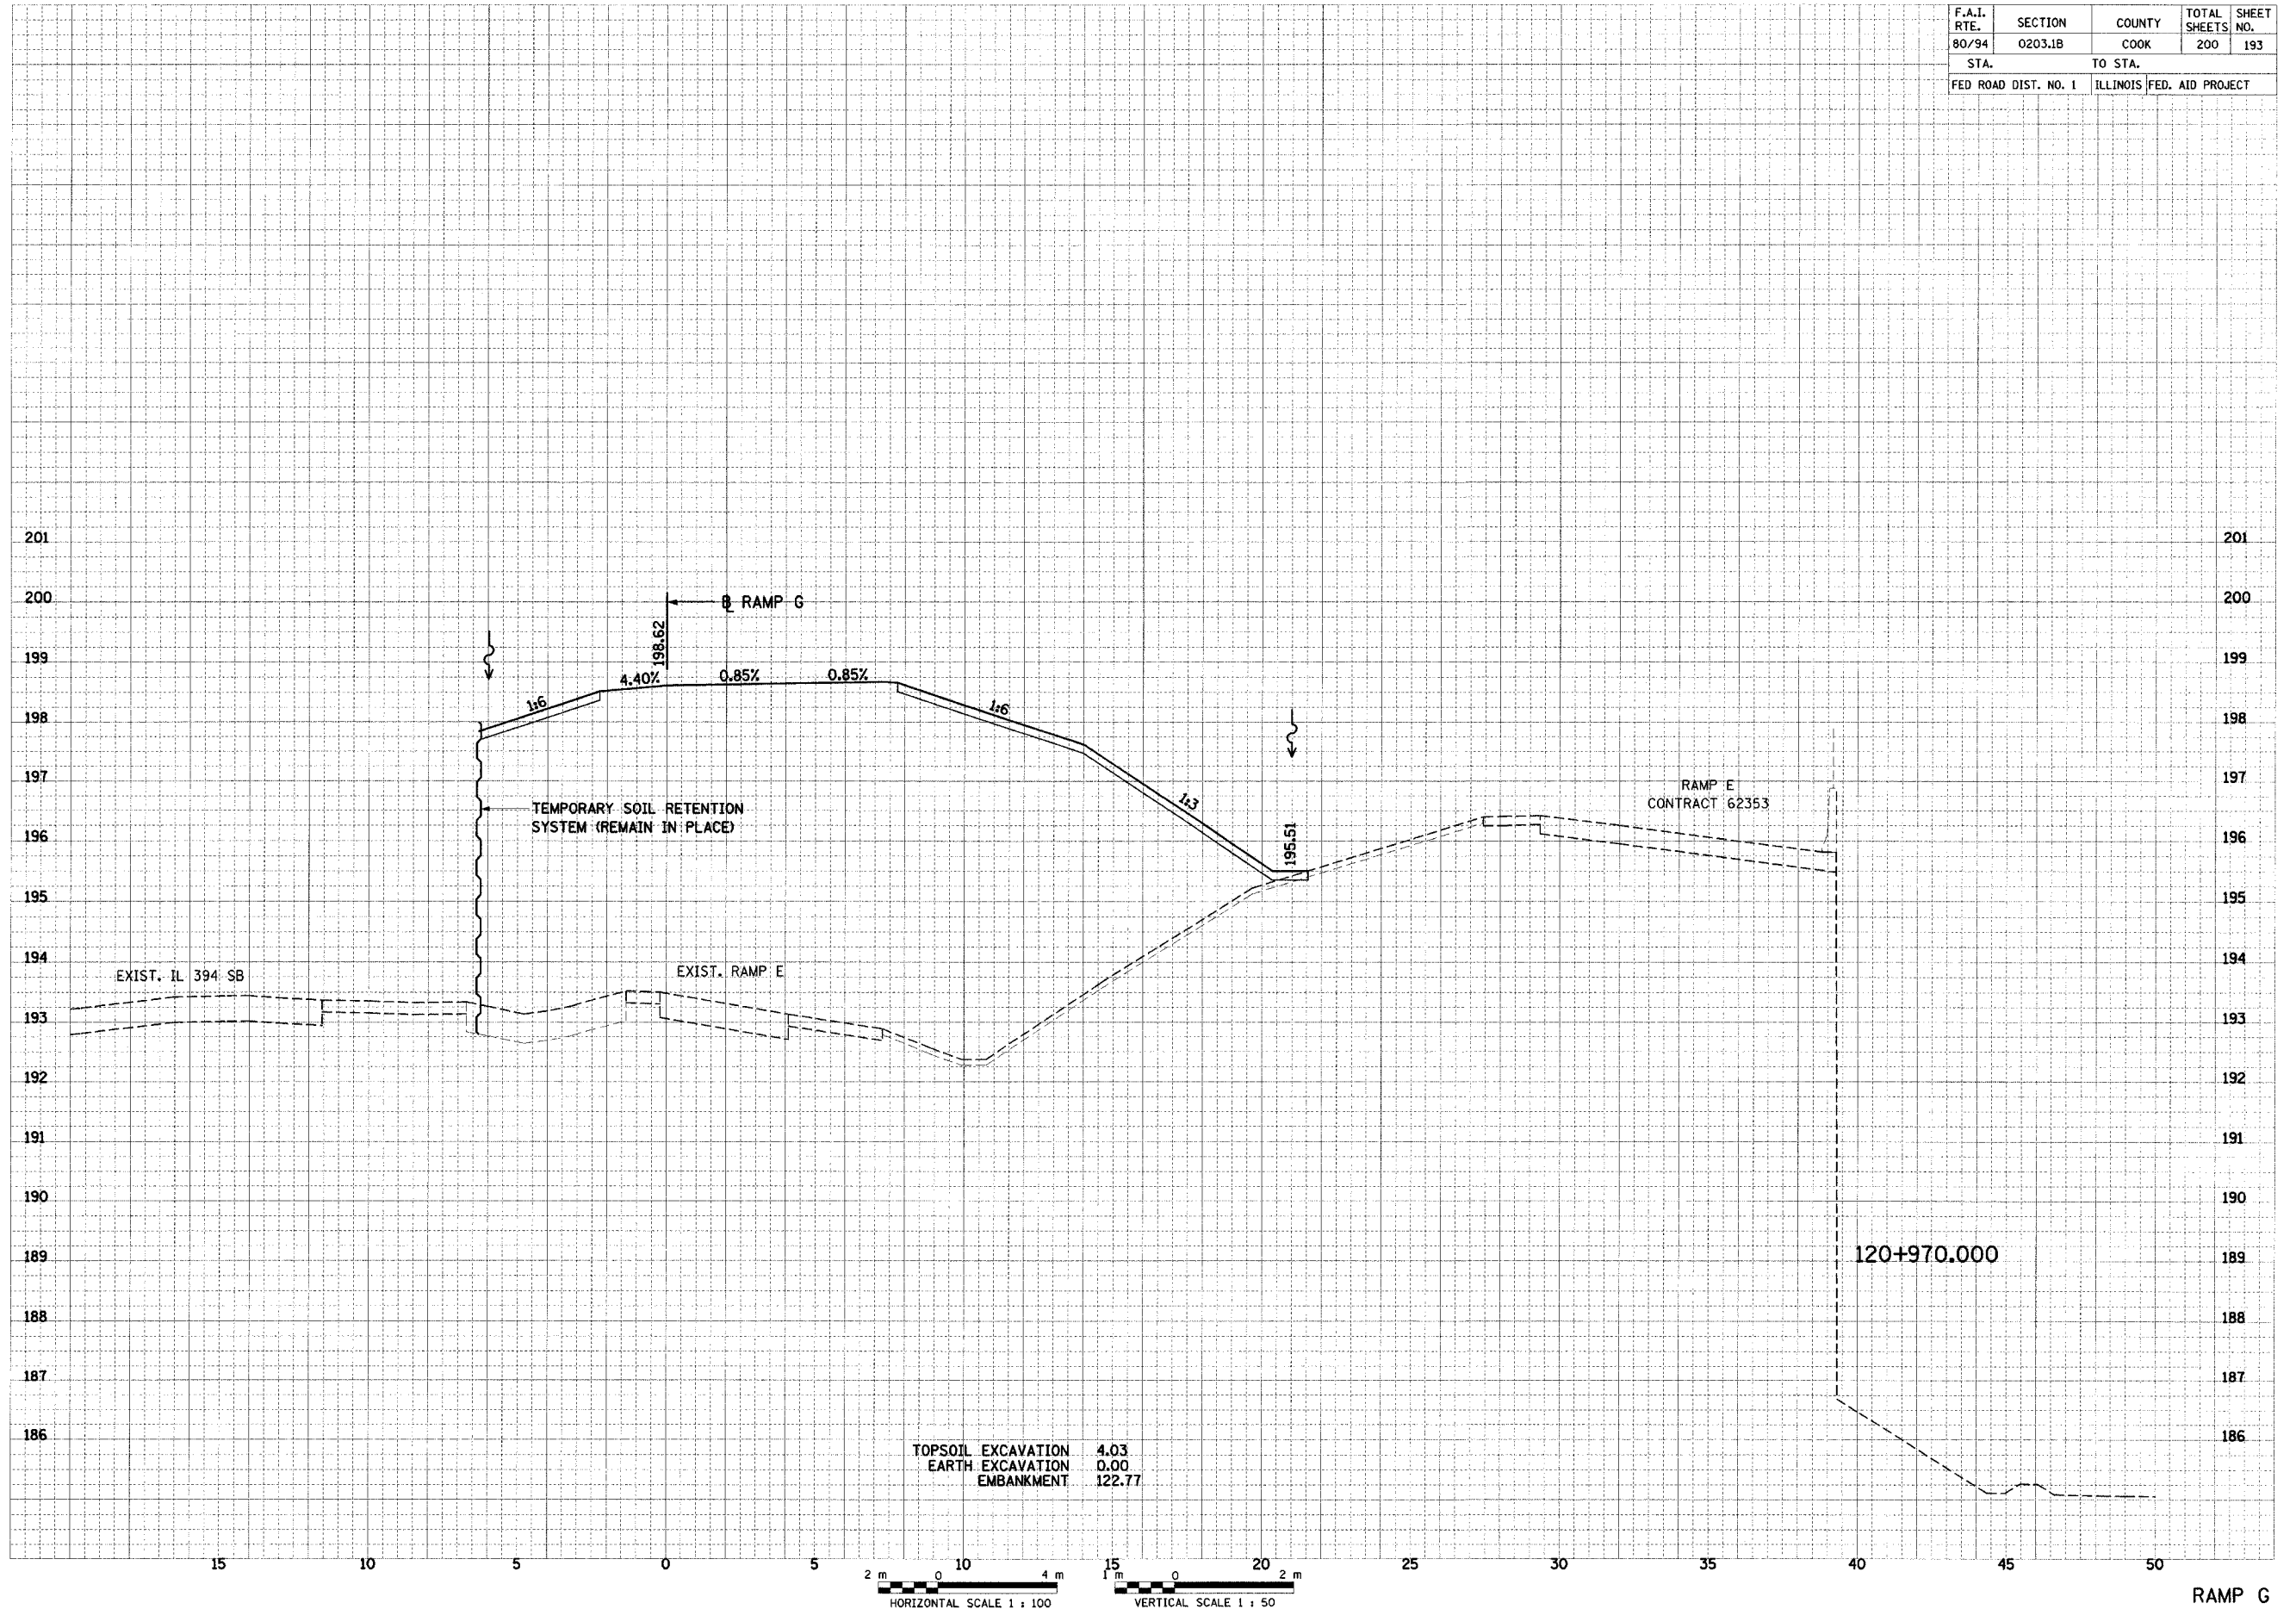 F.A.I. RTE. SECTION COUNTY TOTAL SHEETS SHEET NO.
80/94 0203.1B COOK 200 193
STA. TO STA.
FED ROAD DIST. NO. 1 ILLINOIS FED. AID PROJECT
201 201
200 200
℄ RAMP G
198.62
199 199
4.40% 0.85% 0.85%
1:6 1:6
198 198
197 197
RAMP E
CONTRACT 62353
1:3
TEMPORARY SOIL RETENTION
SYSTEM (REMAIN IN PLACE)
195.51
196 196
195 195
194 194
EXIST. IL 394 SB
EXIST. RAMP E
193 193
192 192
191 191
190 190
189 189
120+970.000
188 188
187 187
186 186
TOPSOIL EXCAVATION 4.03
EARTH EXCAVATION 0.00
EMBANKMENT 122.77
15 10 5 0 5 10 15 20 25 30 35 40 45 50
2 m 0 4 m
HORIZONTAL SCALE 1 : 100
1 m 0 2 m
VERTICAL SCALE 1 : 50
RAMP G